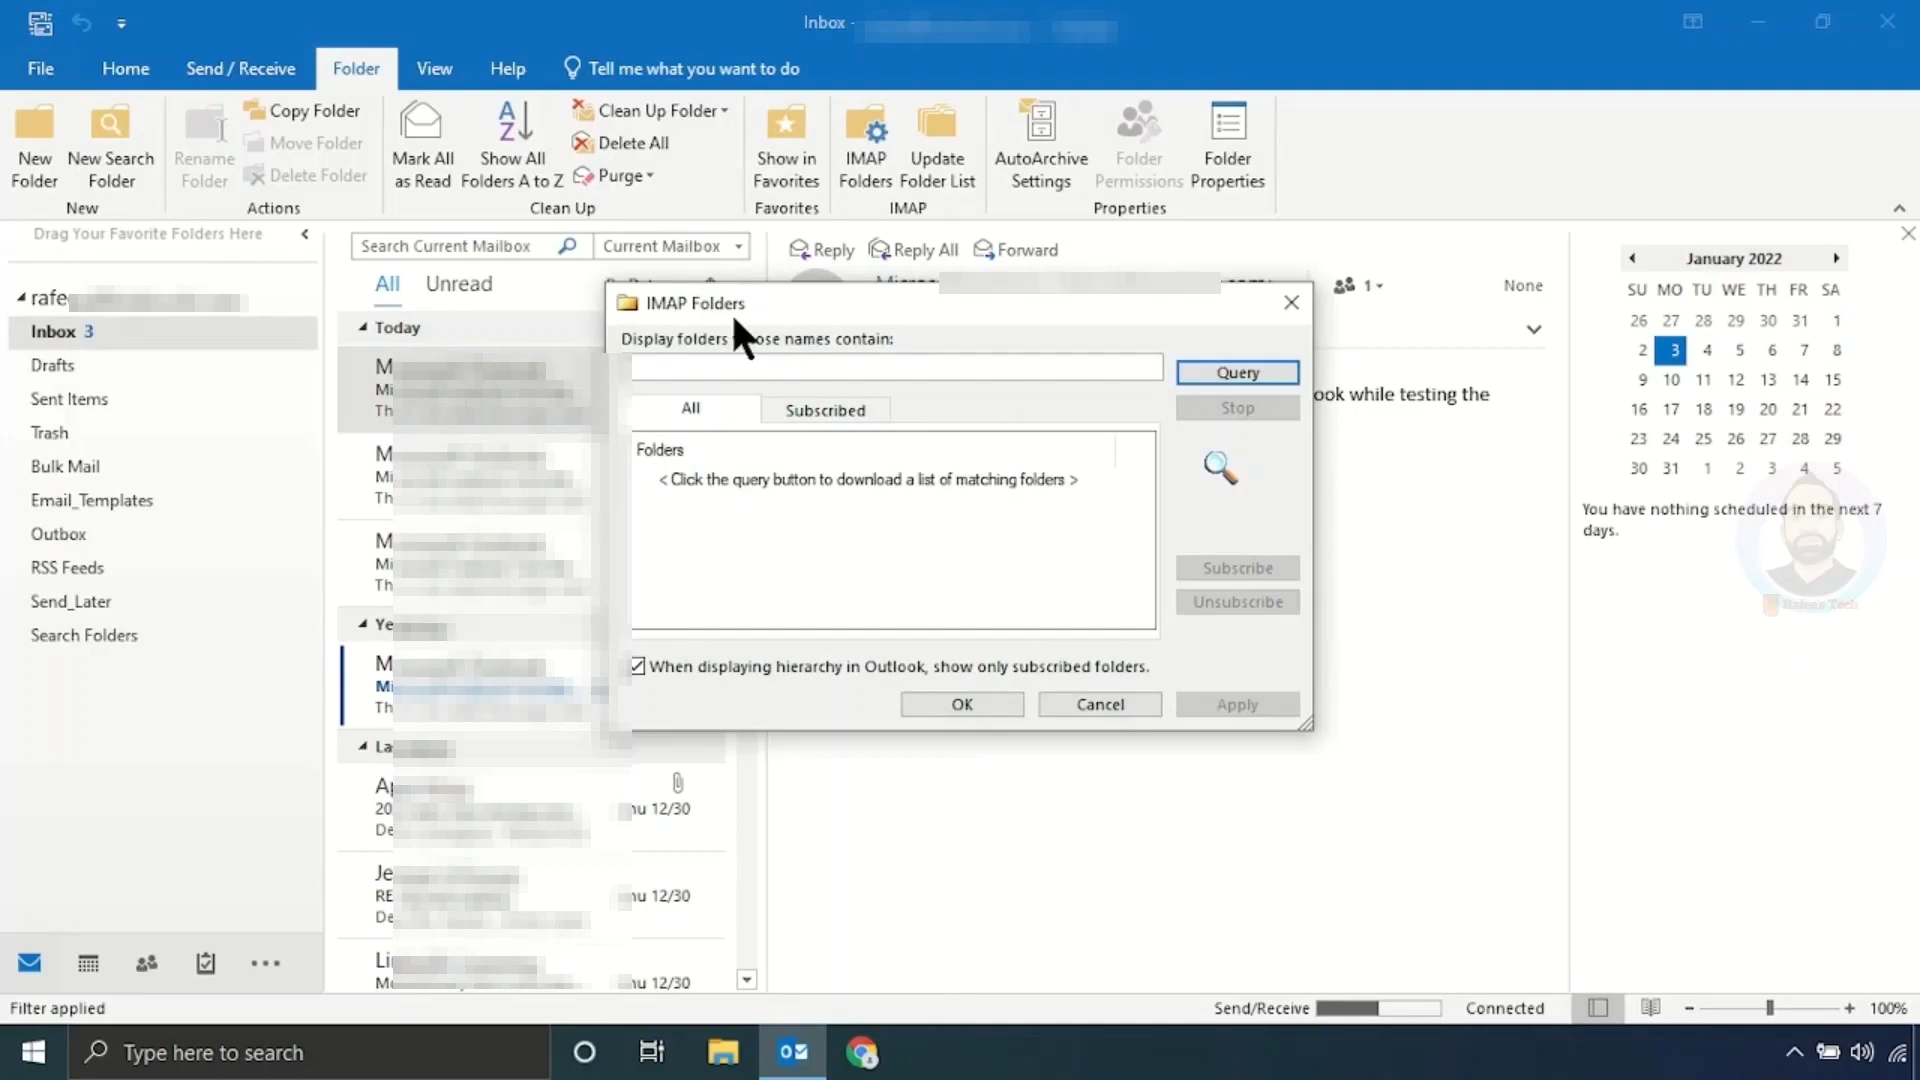 Inbox -
File Home Send / Receive Folder View Help Tell me what you want to do
New Folder
New Search Folder
New
Rename Folder
Copy Folder
Move Folder
Delete Folder
Actions
Mark All as Read
Show All Folders A to Z
Clean Up Folder
Delete All
Purge
Clean Up
Show in Favorites
Favorites
IMAP Folders
Update Folder List
IMAP
AutoArchive Settings
Folder Permissions
Folder Properties
Properties
Drag Your Favorite Folders Here
Inbox 3
Drafts
Sent Items
Trash
Bulk Mail
Email_Templates
Outbox
RSS Feeds
Send_Later
Search Folders
Search Current Mailbox Current Mailbox
All Unread
Today
12/30
12/30
12/30
Reply Reply All Forward
1
None
ook while testing the
IMAP Folders
Display folders names contain:
Query
Stop
All Subscribed
Folders
< Click the query button to download a list of matching folders >
Subscribe
Unsubscribe
When displaying hierarchy in Outlook, show only subscribed folders.
OK Cancel Apply
January 2022
SU MO TU WE TH FR SA
26 27 28 29 30 31 1
2 3 4 5 6 7 8
9 10 11 12 13 14 15
16 17 18 19 20 21 22
23 24 25 26 27 28 29
30 31 1 2 3 4 5
You have nothing scheduled in the next 7
days.
Rafea's Tech
Filter applied
Send/Receive Connected 100%
Type here to search